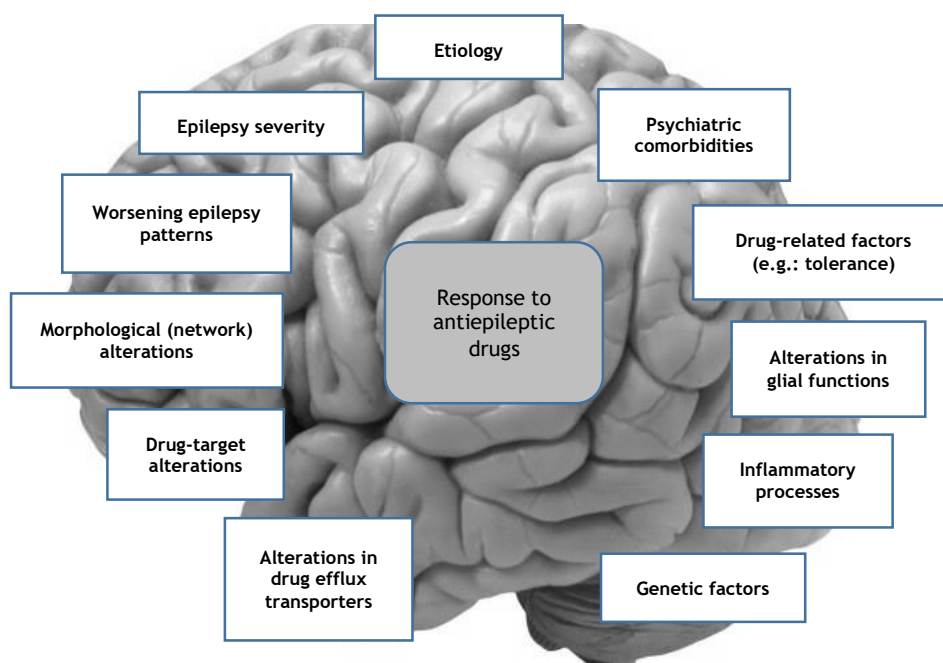 Etiology
Epilepsy severity
Psychiatric
comorbidities
Worsening epilepsy
patterns
Drug-related factors
(e.g.: tolerance)
Response to
antiepileptic
drugs
Morphological (network)
alterations
Alterations in
glial functions
Drug-target
alterations
Inflammatory
processes
Alterations in
drug efflux
transporters
Genetic factors